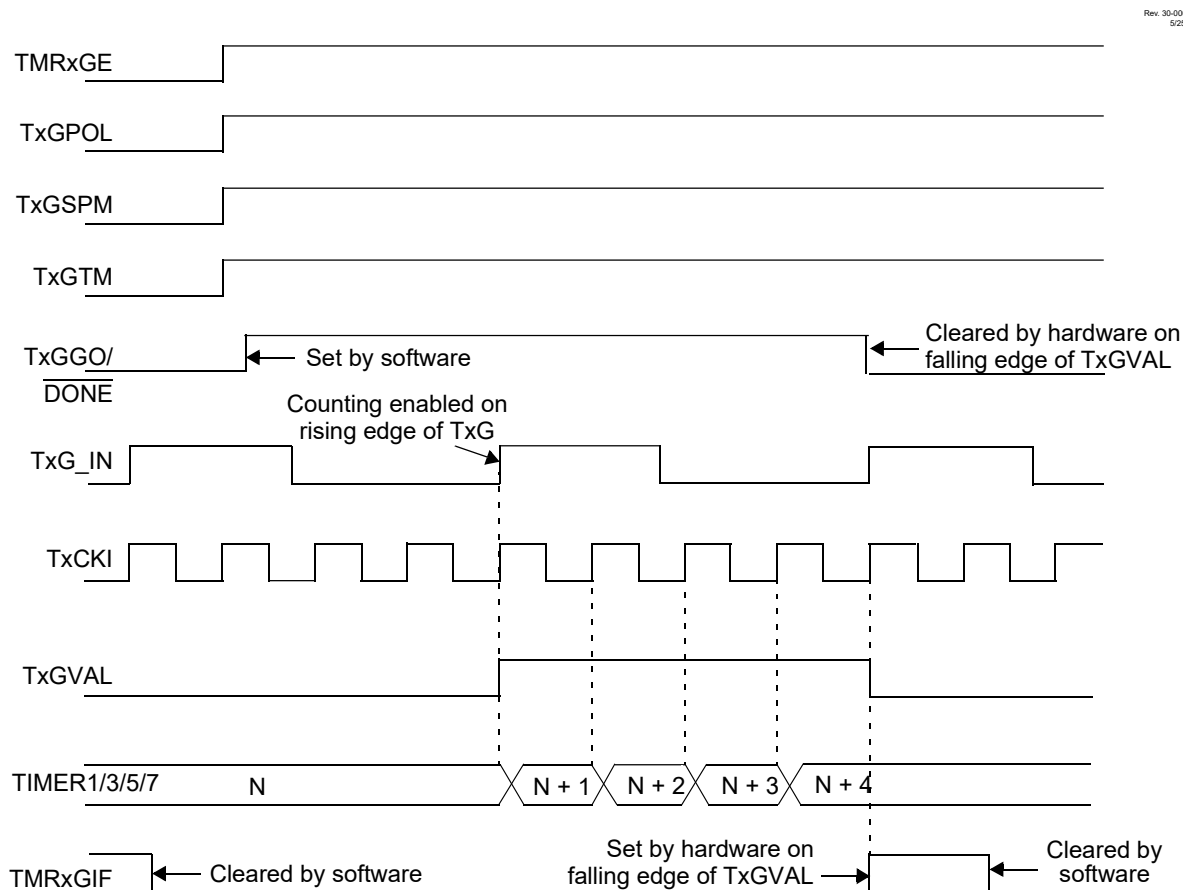 Rev. 30-00
5/25
TMRxGE
TxGPOL
TxGSPM
TxGTM
TxGGO/
DONE
Set by software
Cleared by hardware on
falling edge of TxGVAL
Counting enabled on
rising edge of TxG
TxG_IN
TxCKI
TxGVAL
TIMER1/3/5/7
N
N + 1
N + 2
N + 3
N + 4
TMRxGIF
Cleared by software
Set by hardware on
falling edge of TxGVAL
Cleared by
software